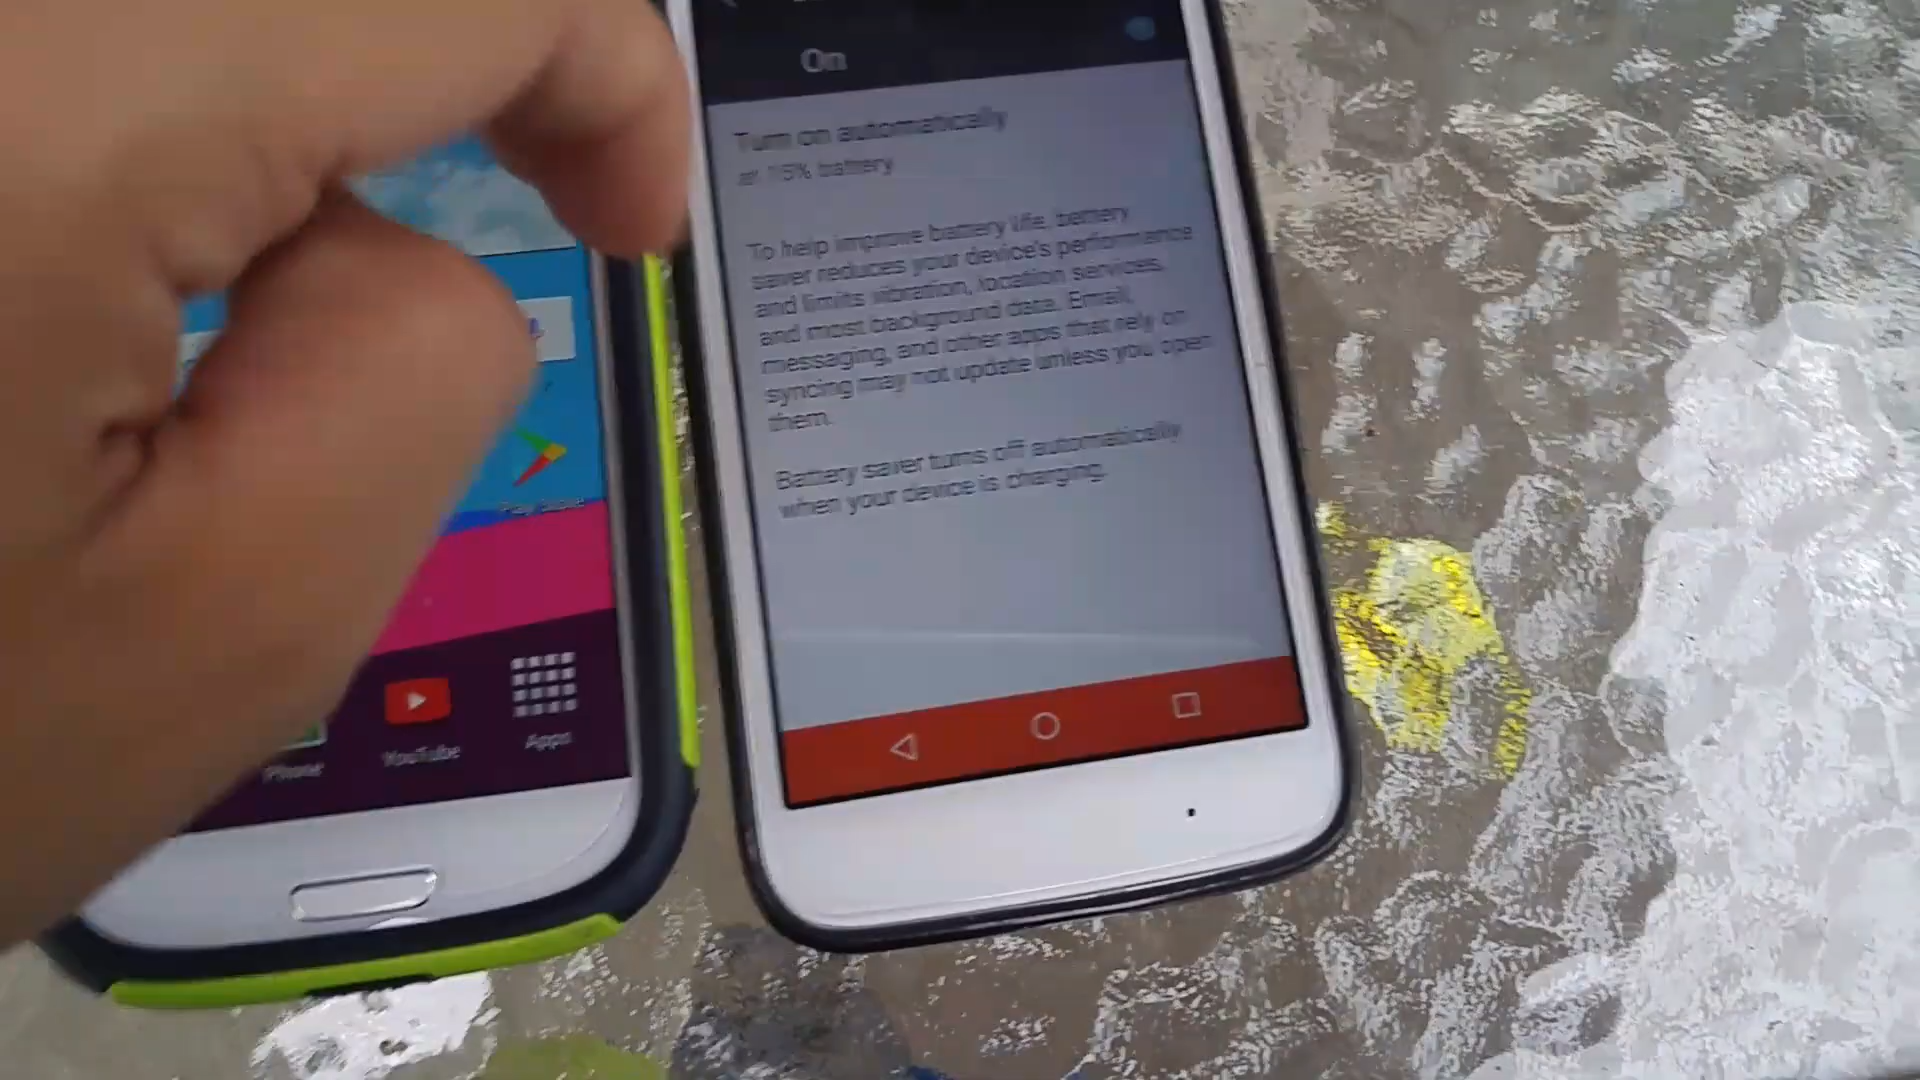 On
Turn on automatically
at 15% battery
To help improve battery life, battery
saver reduces your device's performance
and limits vibration, location services,
and most background data. Email,
messaging, and other apps that rely on
syncing may not update unless you open
them.
Battery saver turns off automatically
when your device is charging.
Play Store
Phone
YouTube
Apps